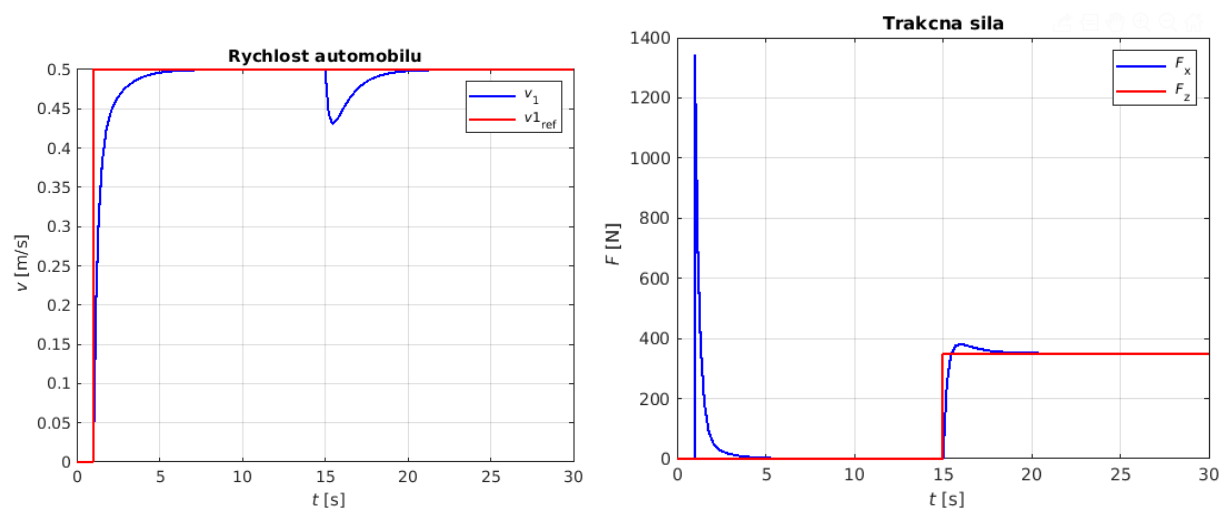 Rychlost automobilu
0.5
0.45
0.4
0.35
0.3
0.25
0.2
0.15
0.1
0.05
0
v [m/s]
0 5 10 15 20 25 30
t [s]
v₁
v1ref
Trakcna sila
1400
1200
1000
800
600
400
200
0
F [N]
0 5 10 15 20 25 30
t [s]
Fx
Fz